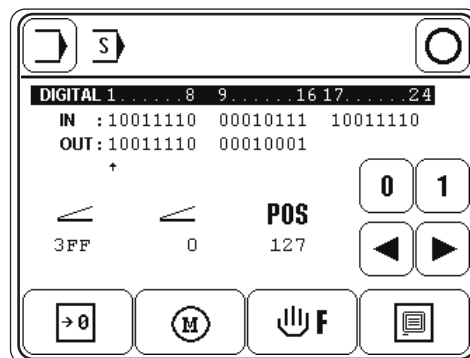 S
DIGITAL 1......8 9......16 17......24
IN :10011110 00010111 10011110
OUT:10011110 00010001
↑
0 1
POS
3FF 0 127
◀ ▶
→0 M F